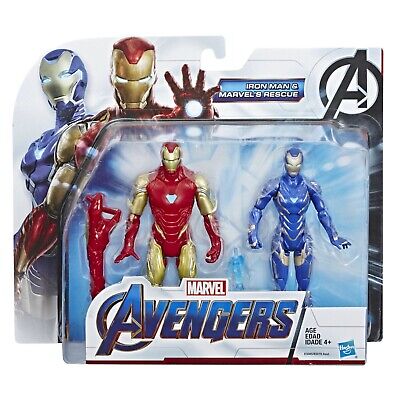 IRON MAN &
MARVEL'S RESCUE
MARVEL
AVENGERS
AGE
EDAD
IDADE 4+
Hasbro